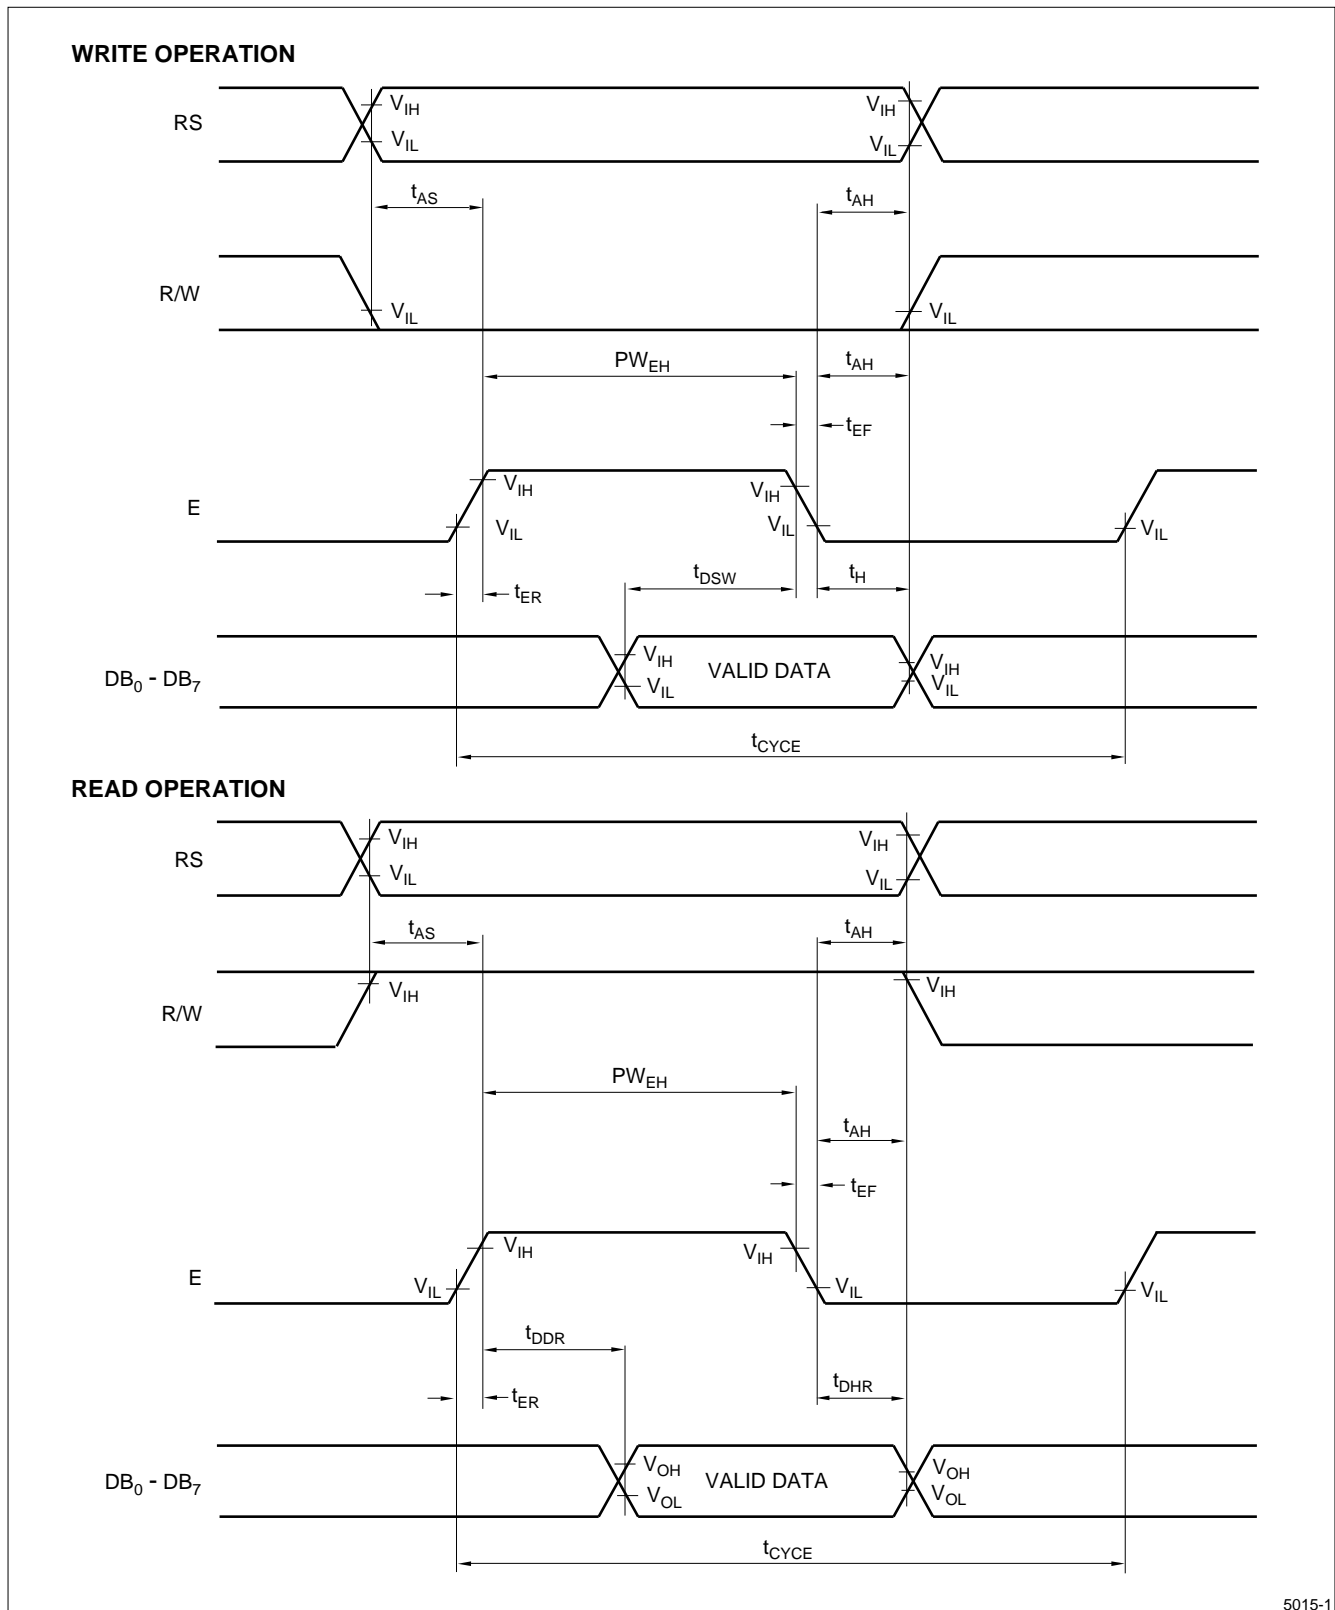 WRITE OPERATION
V_IH
V_IH
RS
V_IL
V_IL
t_AS
t_AH
R/W
V_IL
V_IL
PW_EH
t_AH
t_EF
V_IH
V_IH
E
V_IL
V_IL
V_IL
t_DSW
t_H
t_ER
V_IH
VALID DATA
V_IH
DB_0 - DB_7
V_IL
V_IL
t_CYCE
READ OPERATION
V_IH
V_IH
RS
V_IL
V_IL
t_AS
t_AH
V_IH
V_IH
R/W
PW_EH
t_AH
t_EF
V_IH
V_IH
E
V_IL
V_IL
V_IL
t_DDR
t_DHR
t_ER
V_OH
VALID DATA
V_OH
DB_0 - DB_7
V_OL
V_OL
t_CYCE
5015-1